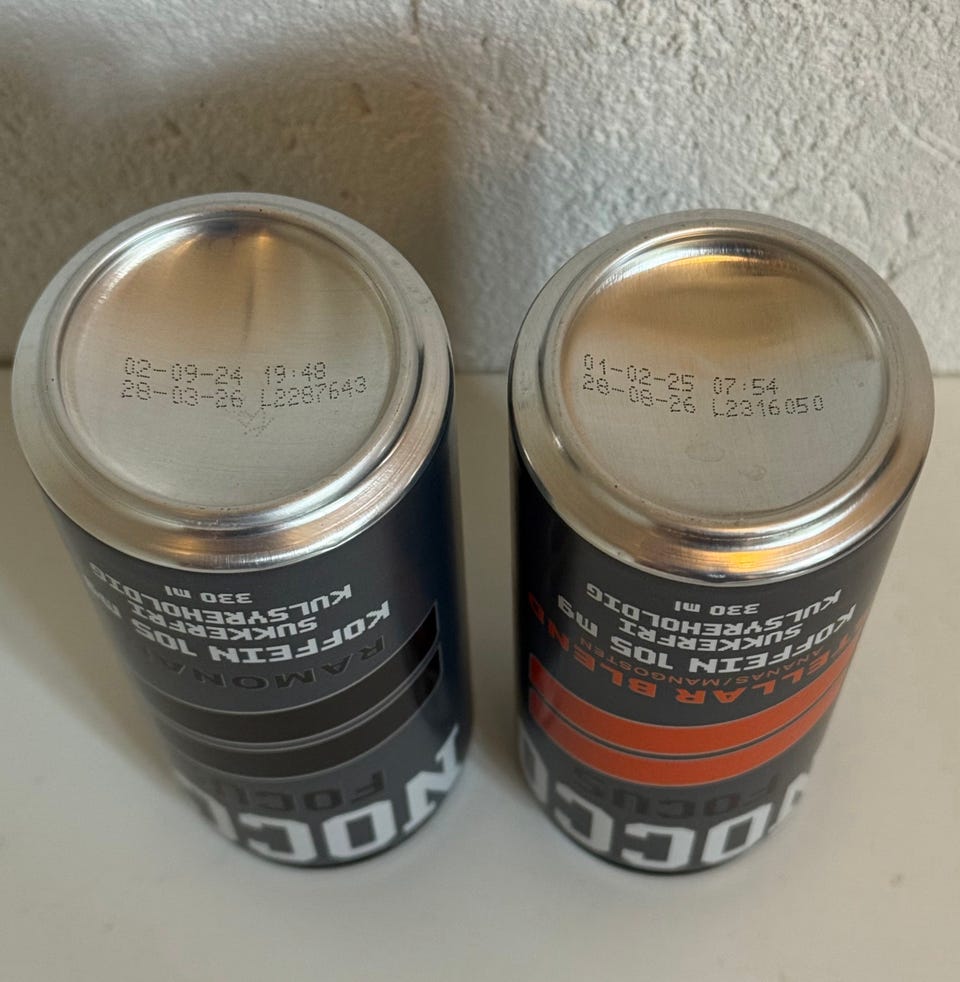 02-09-24 19:48
28-03-26 L2287643
01-02-25 07:54
28-08-26 L2316050
330 ml
KULSYREHOLDIG
SUKKERFRI
KOFFEIN 105 mg
FOCUS
330 ml
KULSYREHOLDIG
SUKKERFRI
KOFFEIN 105 mg
ANANAS/MANGOSTEN
FOCUS